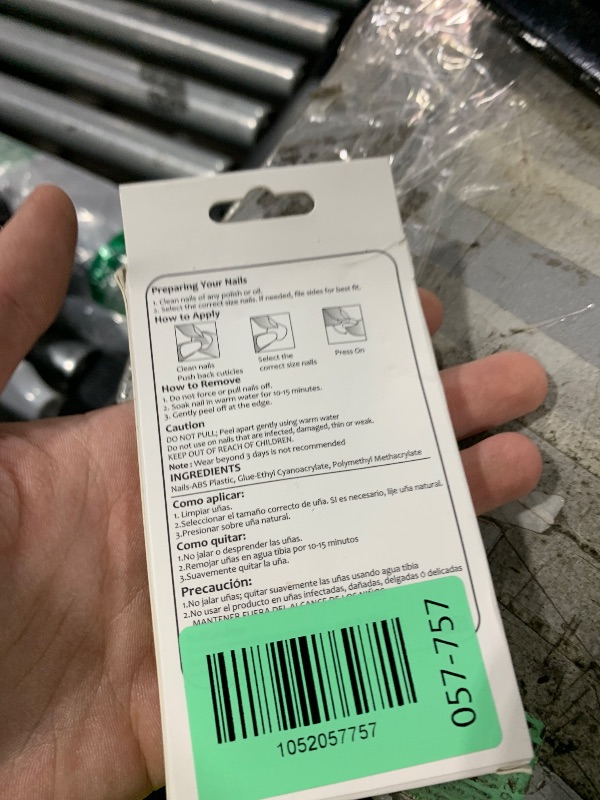 Preparing Your Nails
1. Clean nails of any polish or oil.
2. Select the correct size nails. If needed, file sides for best fit.
How to Apply
Clean nails
Push back cuticles
Select the
correct size nails
Press On
How to Remove
1. Do not force or pull nails off.
2. Soak nail in warm water for 10-15 minutes.
3. Gently peel off at the edge.
Caution
DO NOT PULL; Peel apart gently using warm water
Do not use on nails that are infected, damaged, thin or weak.
KEEP OUT OF REACH OF CHILDREN.
Note : Wear beyond 3 days is not recommended
INGREDIENTS
Nails-ABS Plastic, Glue-Ethyl Cyanoacrylate, Polymethyl Methacrylate
Como aplicar:
1. Limpiar uñas.
2.Seleccionar el tamaño correcto de uña. Si es necesario, lije uña natural.
3.Presionar sobre uña natural.
Como quitar:
1.No jalar o desprender las uñas.
2.Remojar uñas en agua tibia por 10-15 minutos
3.Suavemente quitar la uña.
Precaución:
1.No jalar uñas; quitar suavemente las uñas usando agua tibia
2.No usar el producto en uñas infectadas, dañadas, delgadas ó delicadas
MANTENER FUERA DEL ALCANCE DE LOS NIÑOS
1052057757
057-757